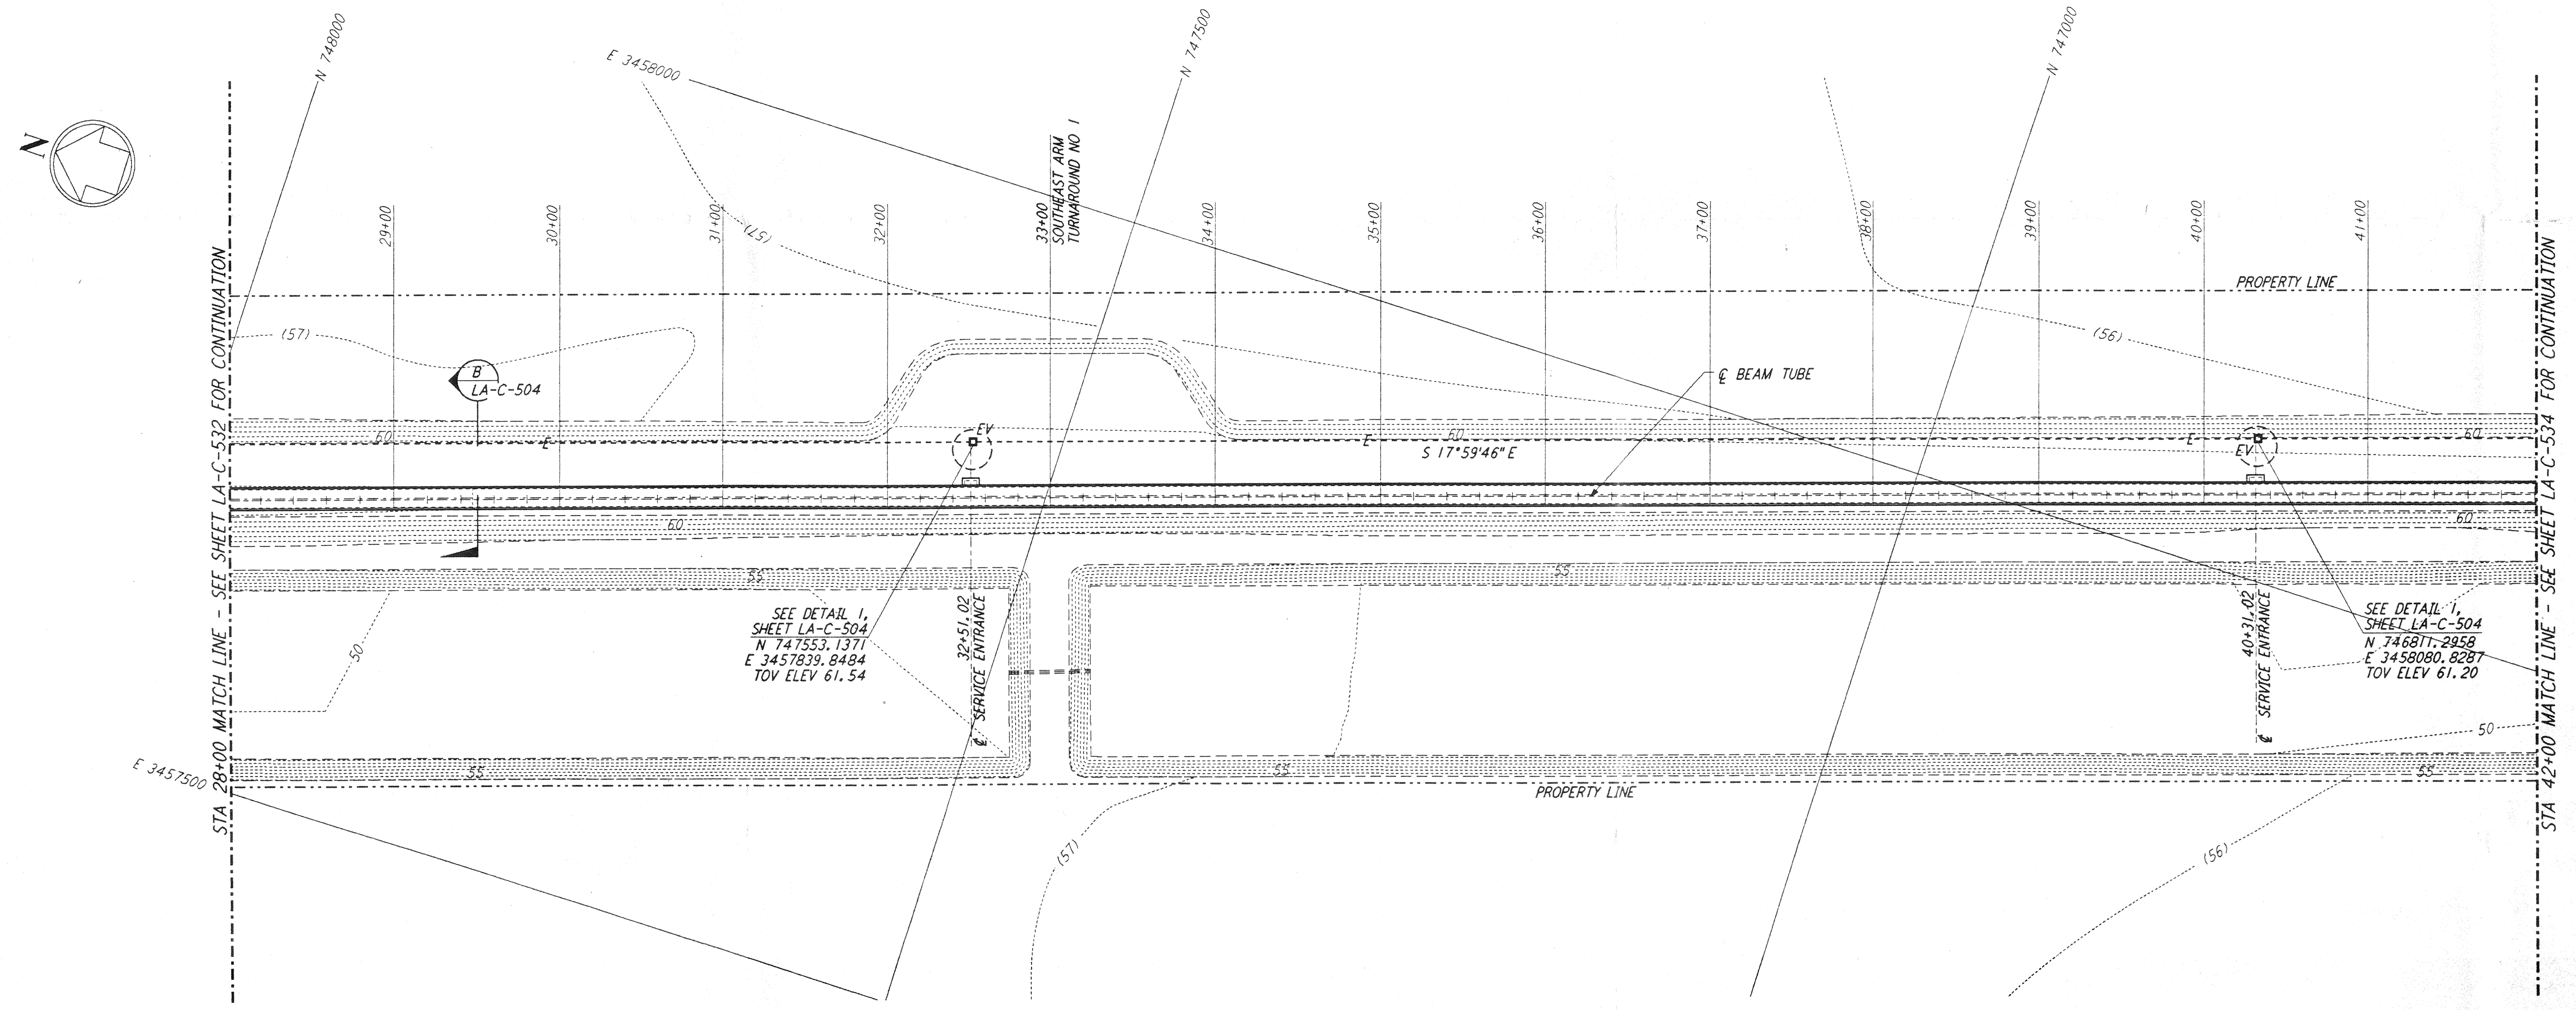 N 748000
E 3458000
N 747500
N 747000
N
SOUTHEAST ARM
TURNAROUND NO 1
29+00
30+00
31+00
32+00
33+00
34+00
35+00
36+00
37+00
38+00
39+00
40+00
41+00
(57)
PROPERTY LINE
(57)
(56)
B
LA-C-504
℄ BEAM TUBE
60
E
EV
E
60
S 17°59'46" E
E
EV
60
60
60
55
55
32+51.02
℄ SERVICE ENTRANCE
40+31.02
℄ SERVICE ENTRANCE
SEE DETAIL 1,
SHEET LA-C-504
N 747553.1371
E 3457839.8484
TOV ELEV 61.54
SEE DETAIL 1,
SHEET LA-C-504
N 746811.2958
E 3458080.8287
TOV ELEV 61.20
50
50
E 3457500
55
55
55
PROPERTY LINE
(57)
(56)
STA 28+00 MATCH LINE - SEE SHEET LA-C-532 FOR CONTINUATION
STA 42+00 MATCH LINE - SEE SHEET LA-C-534 FOR CONTINUATION